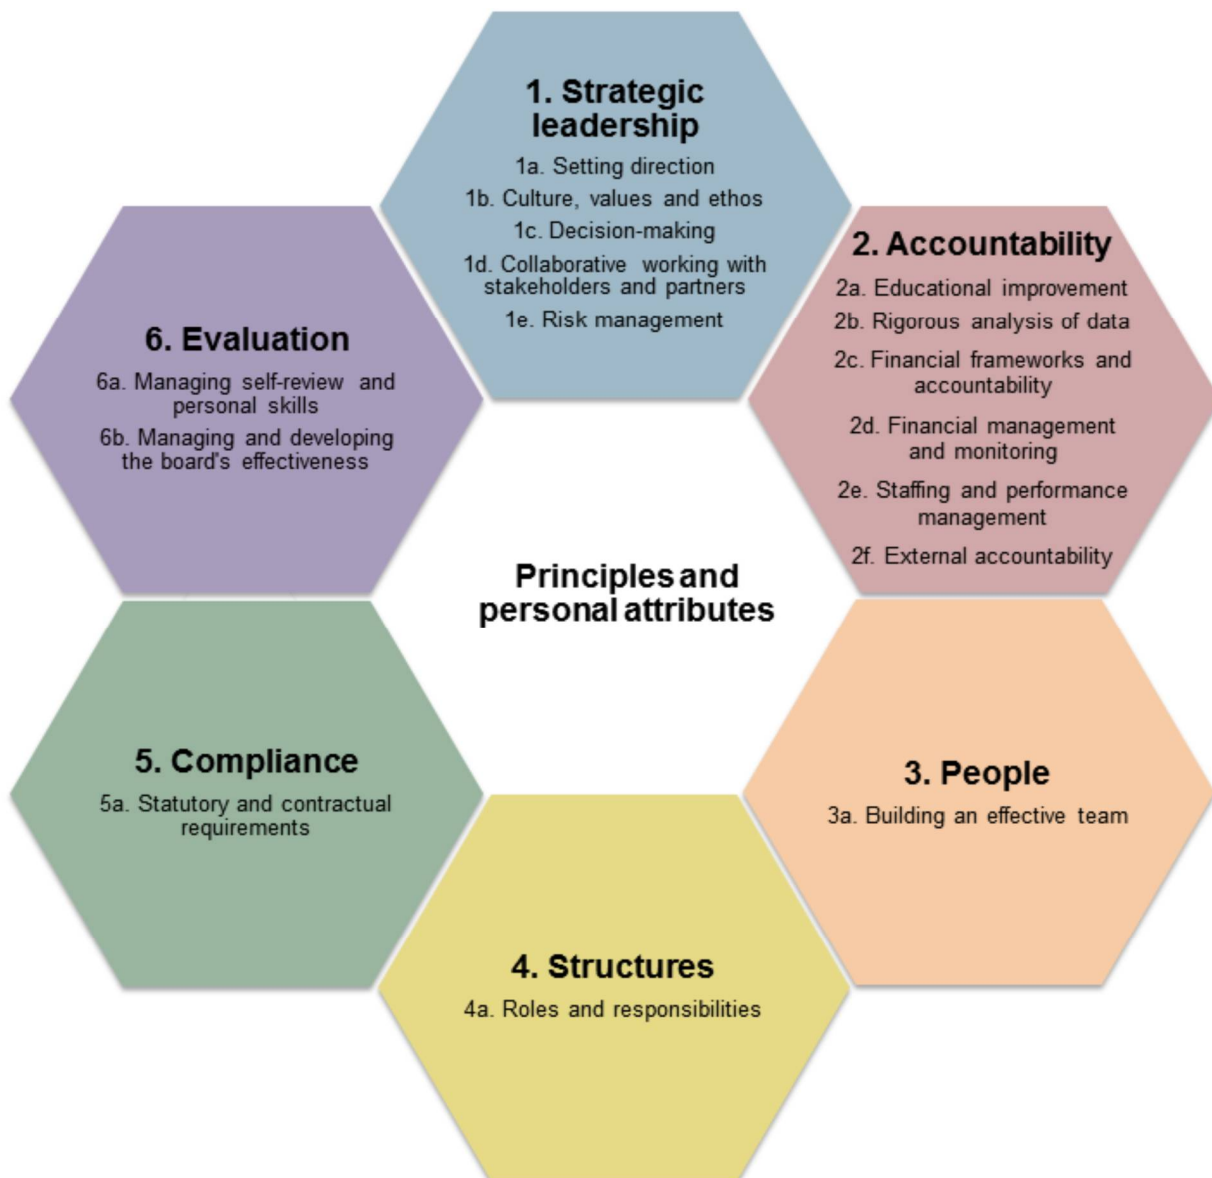 1. Strategic
leadership
1a. Setting direction
1b. Culture, values and ethos
1c. Decision-making
1d. Collaborative working with
stakeholders and partners
1e. Risk management
2. Accountability
2a. Educational improvement
2b. Rigorous analysis of data
2c. Financial frameworks and
accountability
2d. Financial management
and monitoring
2e. Staffing and performance
management
2f. External accountability
3. People
3a. Building an effective team
4. Structures
4a. Roles and responsibilities
5. Compliance
5a. Statutory and contractual
requirements
6. Evaluation
6a. Managing self-review and
personal skills
6b. Managing and developing
the board's effectiveness
Principles and
personal attributes